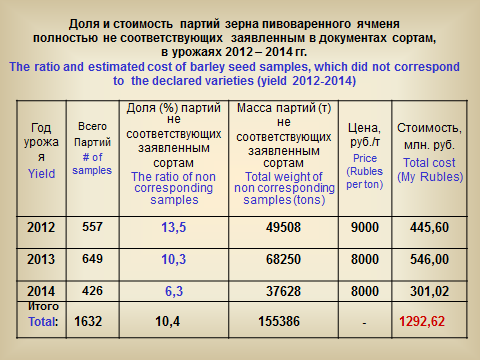 Доля и стоимость партий зерна пивоваренного ячменя
полностью не соответствующих заявленным в документах сортам,
в урожаях 2012 – 2014 гг.
The ratio and estimated cost of barley seed samples, which did not correspond
to the declared varieties (yield 2012-2014)
Год
урожа
я
Yield
Всего
Партий
# of
samples
Доля (%) партий
не
соответствующих
заявленным
сортам
The ratio of non
corresponding
samples
Масса партий (т)
не
соответствующих
заявленным
сортам
Total weight of
non corresponding
samples (tons)
Цена,
руб./т
Price
(Rubles
per ton)
Стоимость,
млн. руб.
Total cost
(My Rubles)
2012 557 13,5 49508 9000 445,60
2013 649 10,3 68250 8000 546,00
2014 426 6,3 37628 8000 301,02
Итого
Total: 1632 10,4 155386 - 1292,62